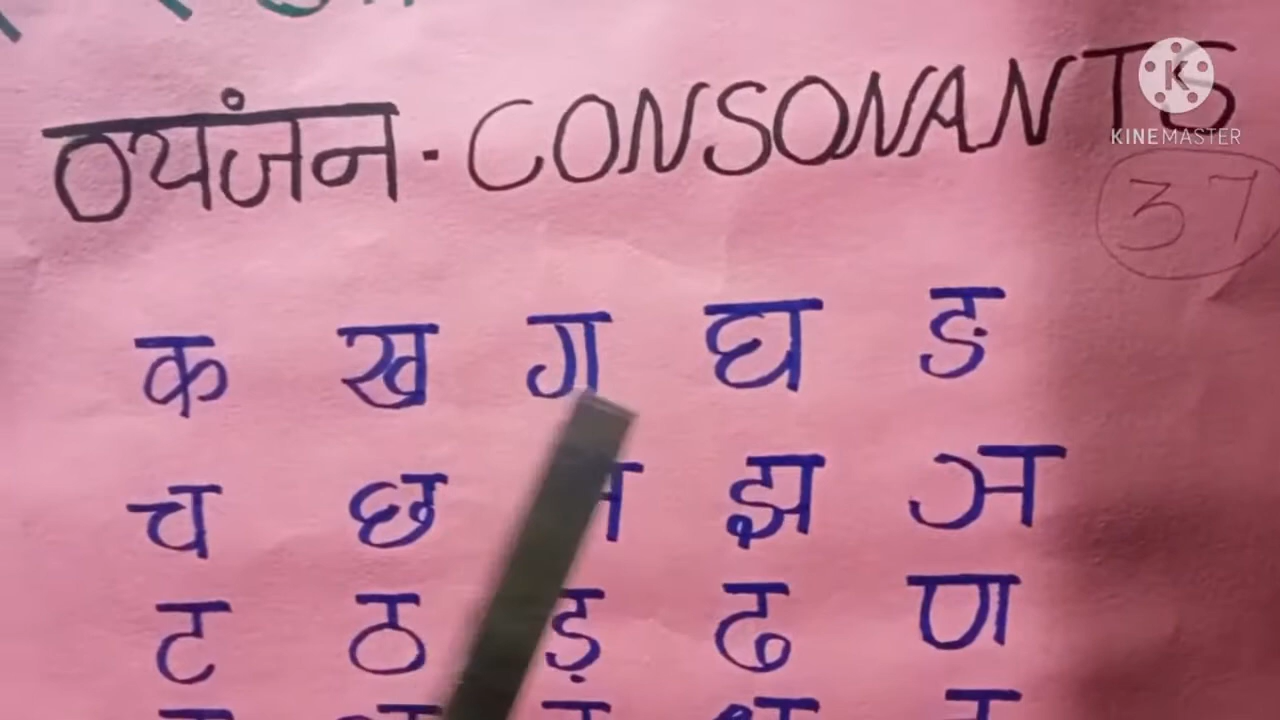 व्यंजन - CONSONANTS
K
KINEMASTER
37
क ख ग घ ङ
च छ झ ञ
ट ठ ड़ ढ ण